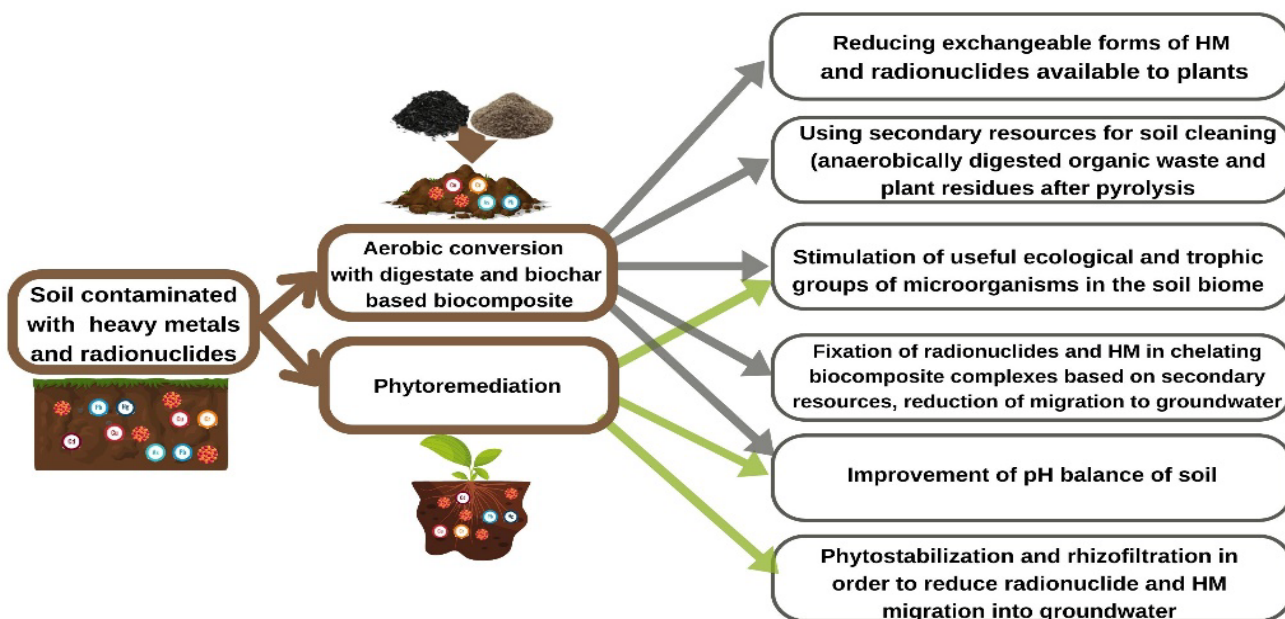 Soil contaminated
with heavy metals
and radionuclides
Aerobic conversion
with digestate and biochar
based biocomposite
Phytoremediation
Reducing exchangeable forms of HM
and radionuclides available to plants
Using secondary resources for soil cleaning
(anaerobically digested organic waste and
plant residues after pyrolysis
Stimulation of useful ecological and trophic
groups of microorganisms in the soil biome
Fixation of radionuclides and HM in chelating
biocomposite complexes based on secondary
resources, reduction of migration to groundwater
Improvement of pH balance of soil
Phytostabilization and rhizofiltration in
order to reduce radionuclide and HM
migration into groundwater